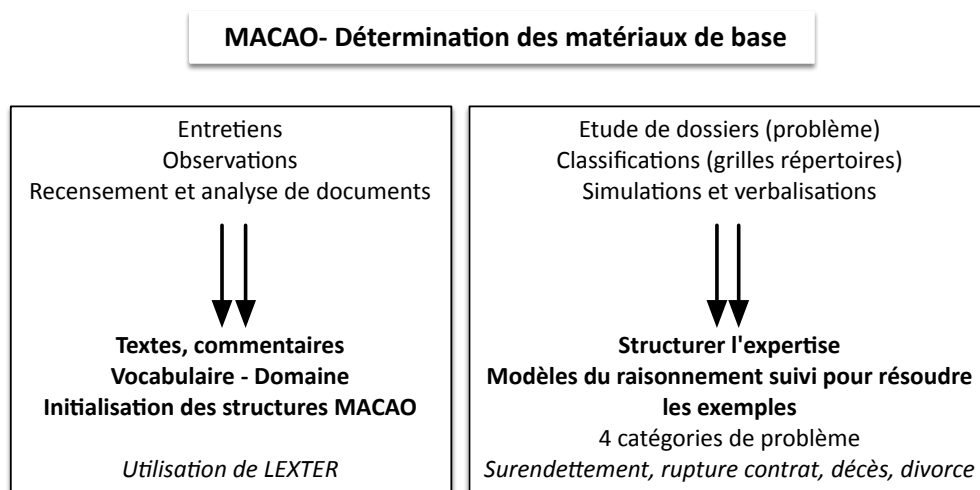 MACAO- Détermination des matériaux de base
Entretiens
Observations
Recensement et analyse de documents
Textes, commentaires
Vocabulaire - Domaine
Initialisation des structures MACAO
Utilisation de LEXTER
Etude de dossiers (problème)
Classifications (grilles répertoires)
Simulations et verbalisations
Structurer l'expertise
Modèles du raisonnement suivi pour résoudre
les exemples
4 catégories de problème
Surendettement, rupture contrat, décès, divorce